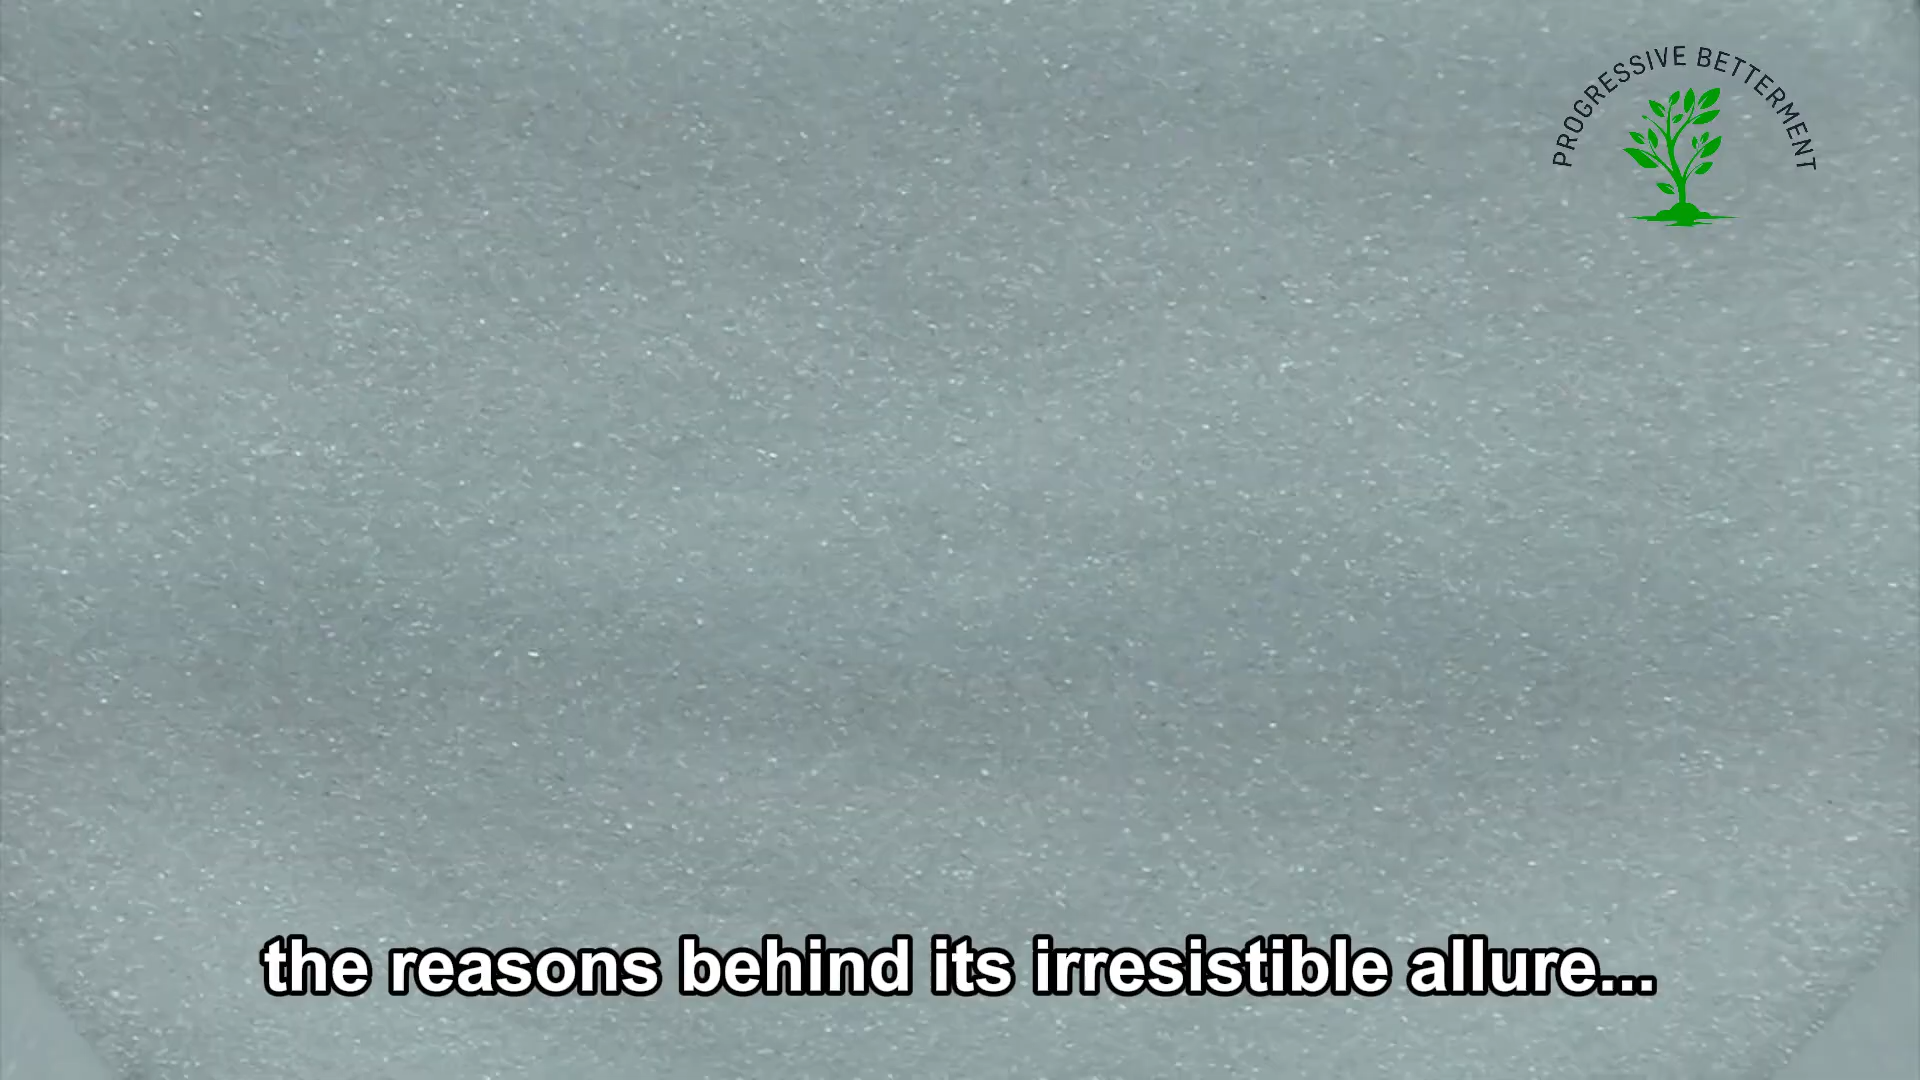 PROGRESSIVE BETTERMENT
the reasons behind its irresistible allure...